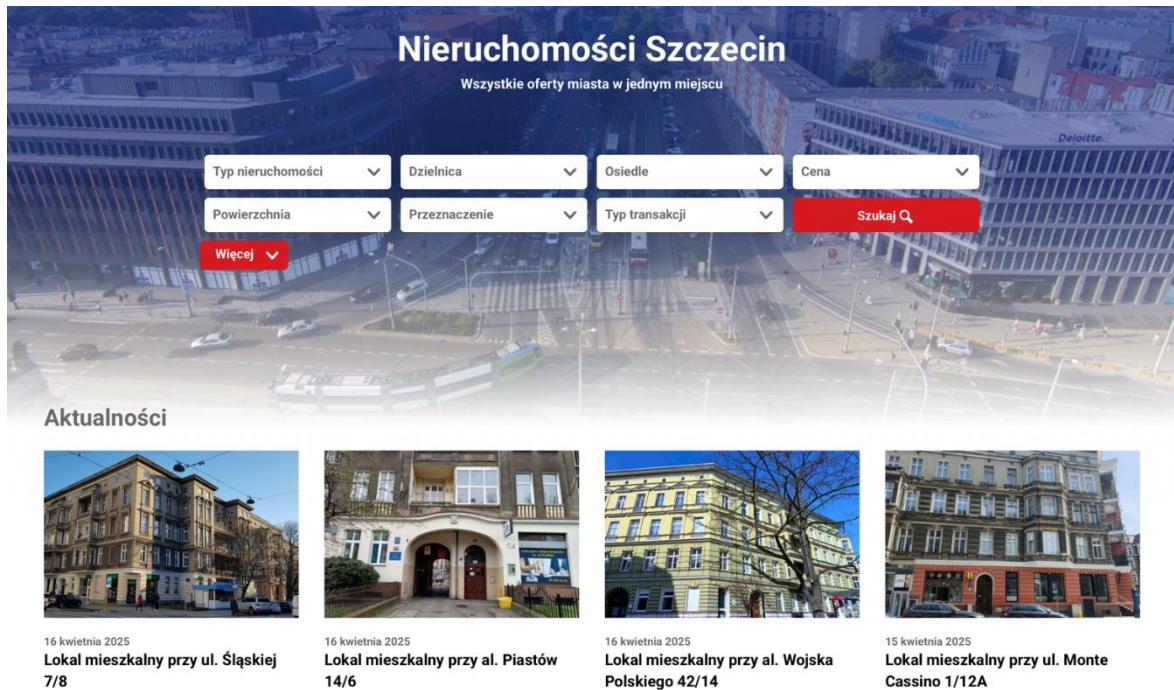 Nieruchomości Szczecin
Wszystkie oferty miasta w jednym miejscu
Deloitte
Typ nieruchomości
Dzielnica
Osiedle
Cena
Powierzchnia
Przeznaczenie
Typ transakcji
Szukaj
Więcej
Aktualności
16 kwietnia 2025
Lokal mieszkalny przy ul. Śląskiej
7/8
16 kwietnia 2025
Lokal mieszkalny przy al. Piastów
14/6
16 kwietnia 2025
Lokal mieszkalny przy al. Wojska
Polskiego 42/14
15 kwietnia 2025
Lokal mieszkalny przy ul. Monte
Cassino 1/12A